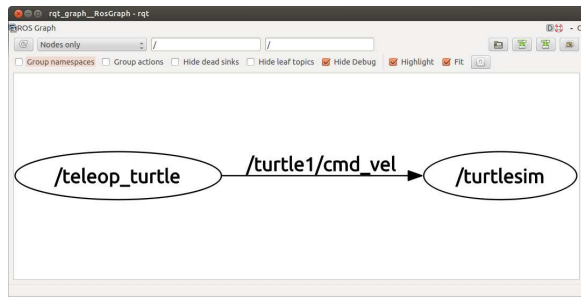 rqt_graph__RosGraph - rqt
ROS Graph
Nodes only / /
Group namespaces Group actions Hide dead sinks Hide leaf topics Hide Debug Highlight Fit
/teleop_turtle /turtle1/cmd_vel /turtlesim